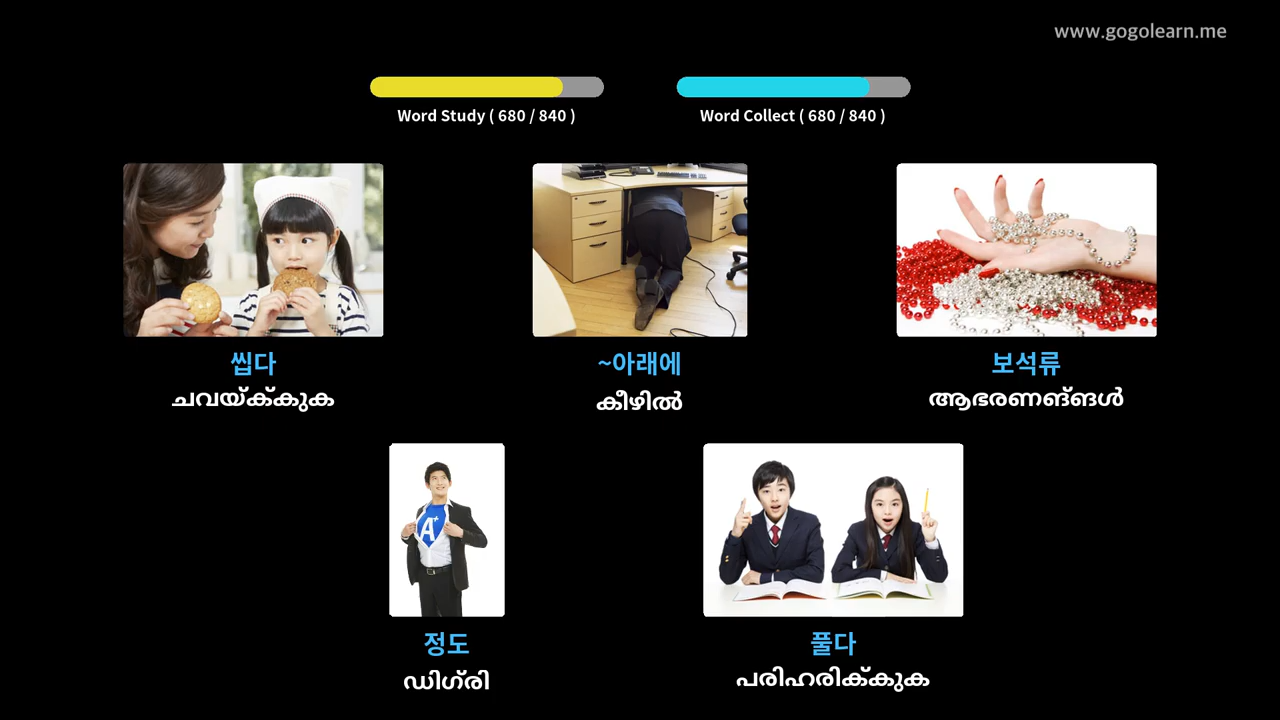 www.gogolearn.me
Word Study ( 680 / 840 )
Word Collect ( 680 / 840 )
씹다
ചവയ്ക്കുക
~아래에
കീഴിൽ
보석류
ആഭരണങ്ങൾ
A+
정도
ഡിഗ്രി
풀다
പരിഹരിക്കുക